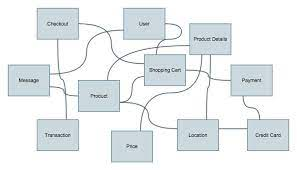 Checkout
User
Product Details
Message
Product
Shopping Cart
Payment
Transaction
Price
Location
Credit Card